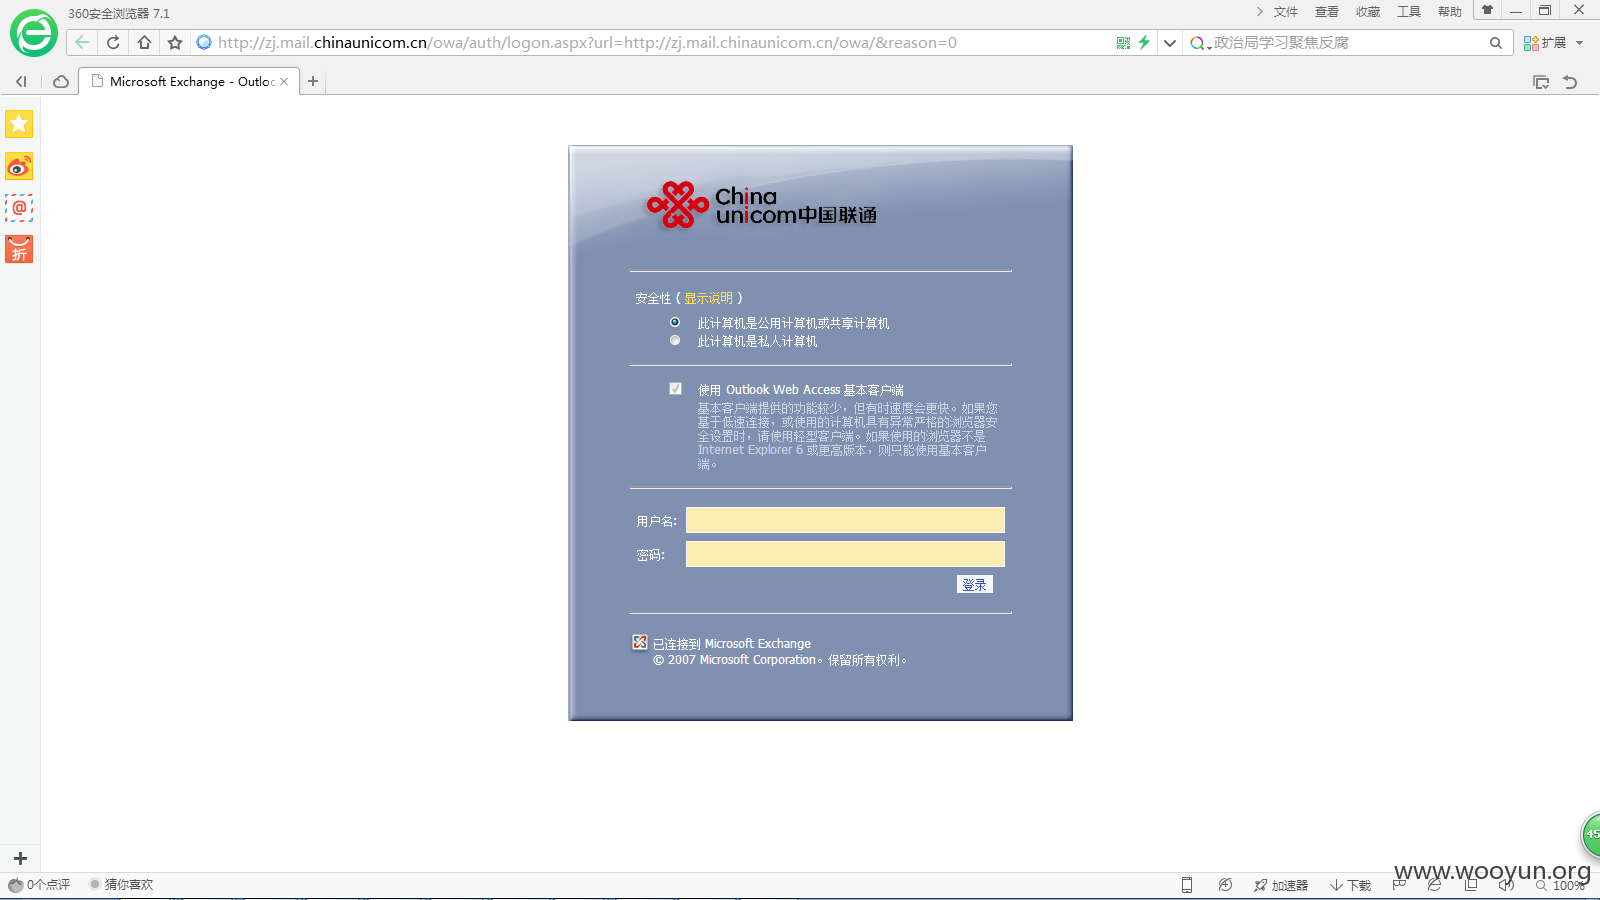 360安全浏览器 7.1
文件 查看 收藏 工具 帮助
http://zj.mail.chinaunicom.cn/owa/auth/logon.aspx?url=http://zj.mail.chinaunicom.cn/owa/&reason=0
政治局学习聚焦反腐
扩展
Microsoft Exchange - Outloo
@
折
China
unicom中国联通
安全性 ( 显示说明 )
此计算机是公用计算机或共享计算机
此计算机是私人计算机
使用 Outlook Web Access 基本客户端
基本客户端提供的功能较少，但有时速度会更快。如果您
基于低速连接，或使用的计算机具有异常严格的浏览器安
全设置时，请使用轻型客户端。如果使用的浏览器不是
Internet Explorer 6 或更高版本，则只能使用基本客户
端。
用户名:
密码:
登录
已连接到 Microsoft Exchange
© 2007 Microsoft Corporation。保留所有权利。
45
www.wooyun.org
0个点评 猜你喜欢
加速器 下载 100%